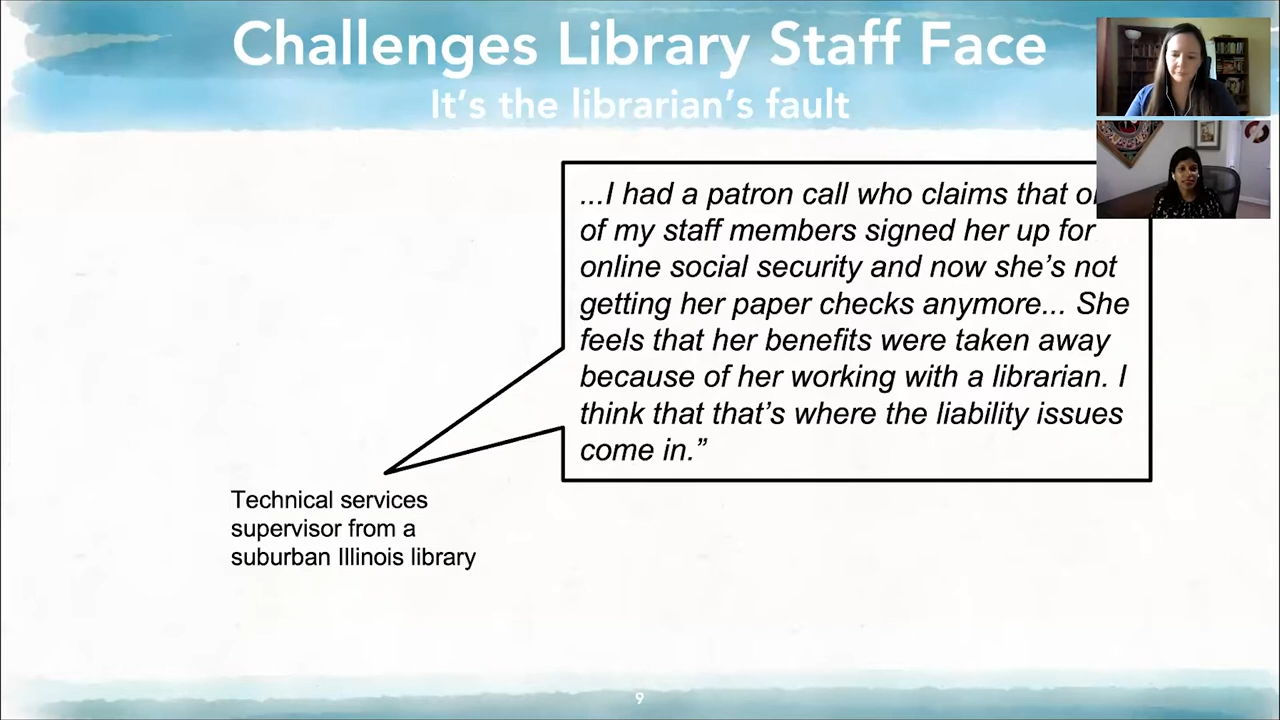 Challenges Library Staff Face
It's the librarian's fault
...I had a patron call who claims that
of my staff members signed her up for
online social security and now she's not
getting her paper checks anymore... She
feels that her benefits were taken away
because of her working with a librarian. I
think that that's where the liability issues
come in.”
Technical services
supervisor from a
suburban Illinois library
9